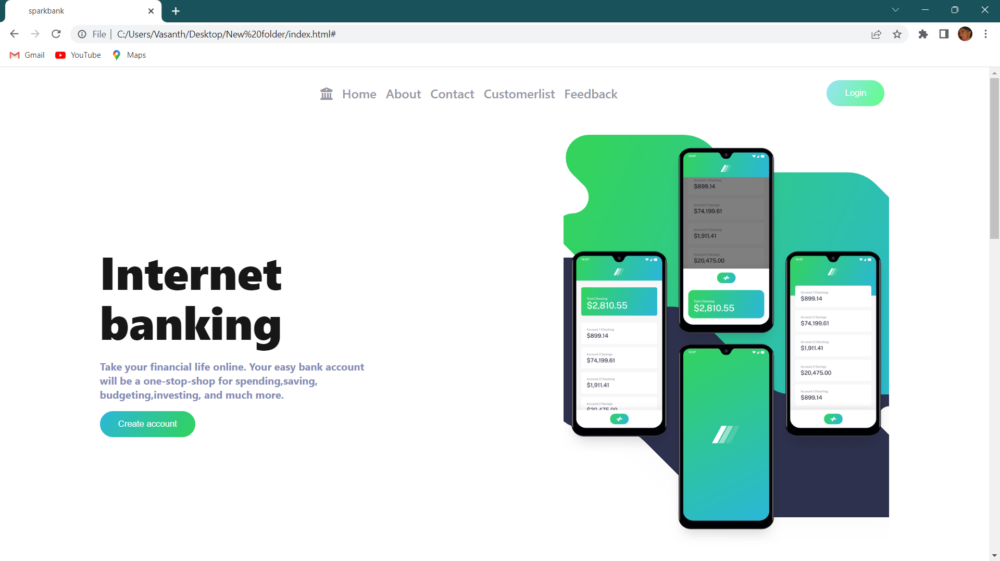 sparkbank
File
C:/Users/Vasanth/Desktop/New%20folder/index.html#
Gmail YouTube Maps
Home About Contact Customerlist Feedback
Login
Internet
banking
Take your financial life online. Your easy bank account
will be a one-stop-shop for spending,saving,
budgeting,investing, and much more.
Create account
14:07
Total Checking
$2,810.55
Account 1 Checking
$899.14
Account 2 Savings
$74,199.61
Account 2 Checking
$1,911.41
Account 2 Savings
$20,475.00
14:07
Account 1 Checking
$899.14
Account 2 Savings
$74,199.61
Account 2 Checking
$1,911.41
Account 2 Savings
$20,475.00
Total Checking
$2,810.55
14:07
14:07
Account 1 Checking
$899.14
Account 2 Savings
$74,199.61
Account 2 Checking
$1,911.41
Account 2 Savings
$20,475.00
Account 1 Checking
$899.14